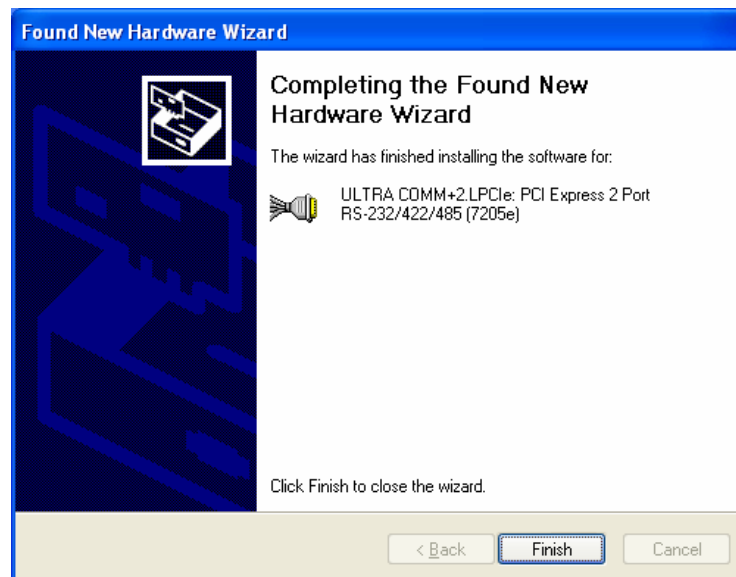 Found New Hardware Wizard
Completing the Found New
Hardware Wizard
The wizard has finished installing the software for:
ULTRA COMM+2.LPCIe: PCI Express 2 Port
RS-232/422/485 (7205e)
Click Finish to close the wizard.
< Back
Finish
Cancel